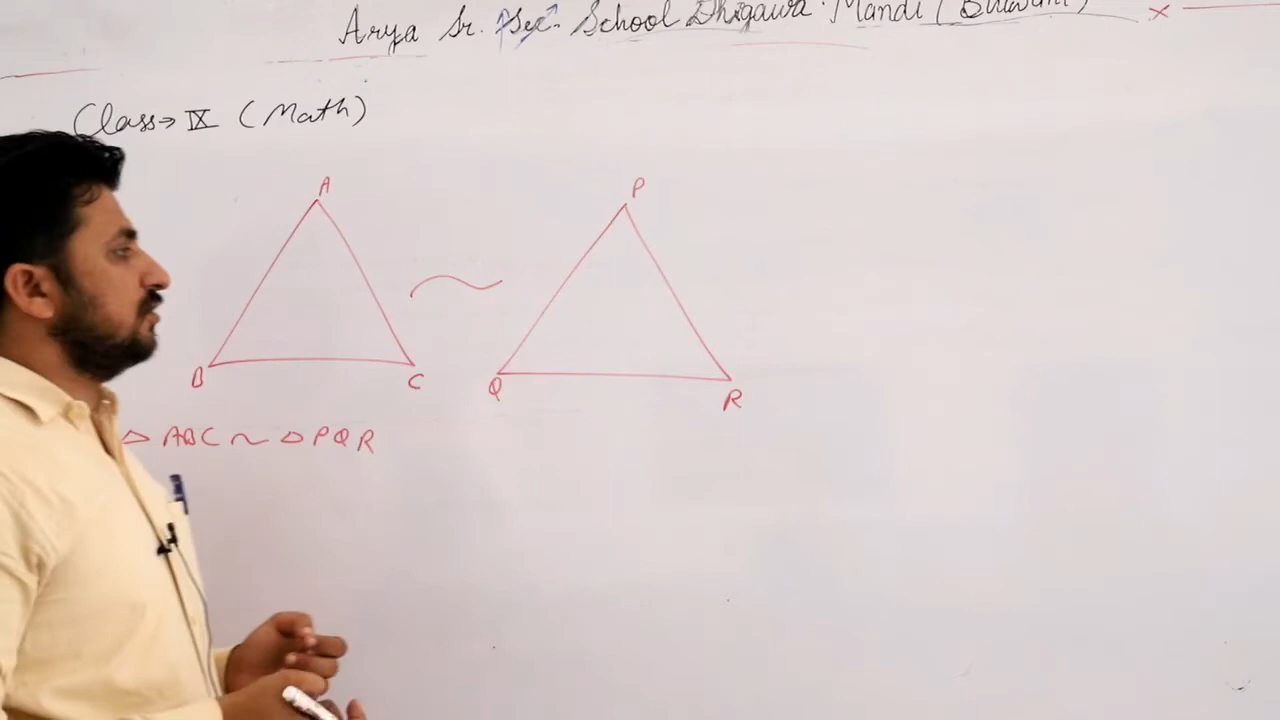 Arya Sr. Sec. School Dhigawa Mandi (Bhiwani)
Class→ IX (Math)
A
P
B
C
Q
R
△ ABC ~ △ PQR